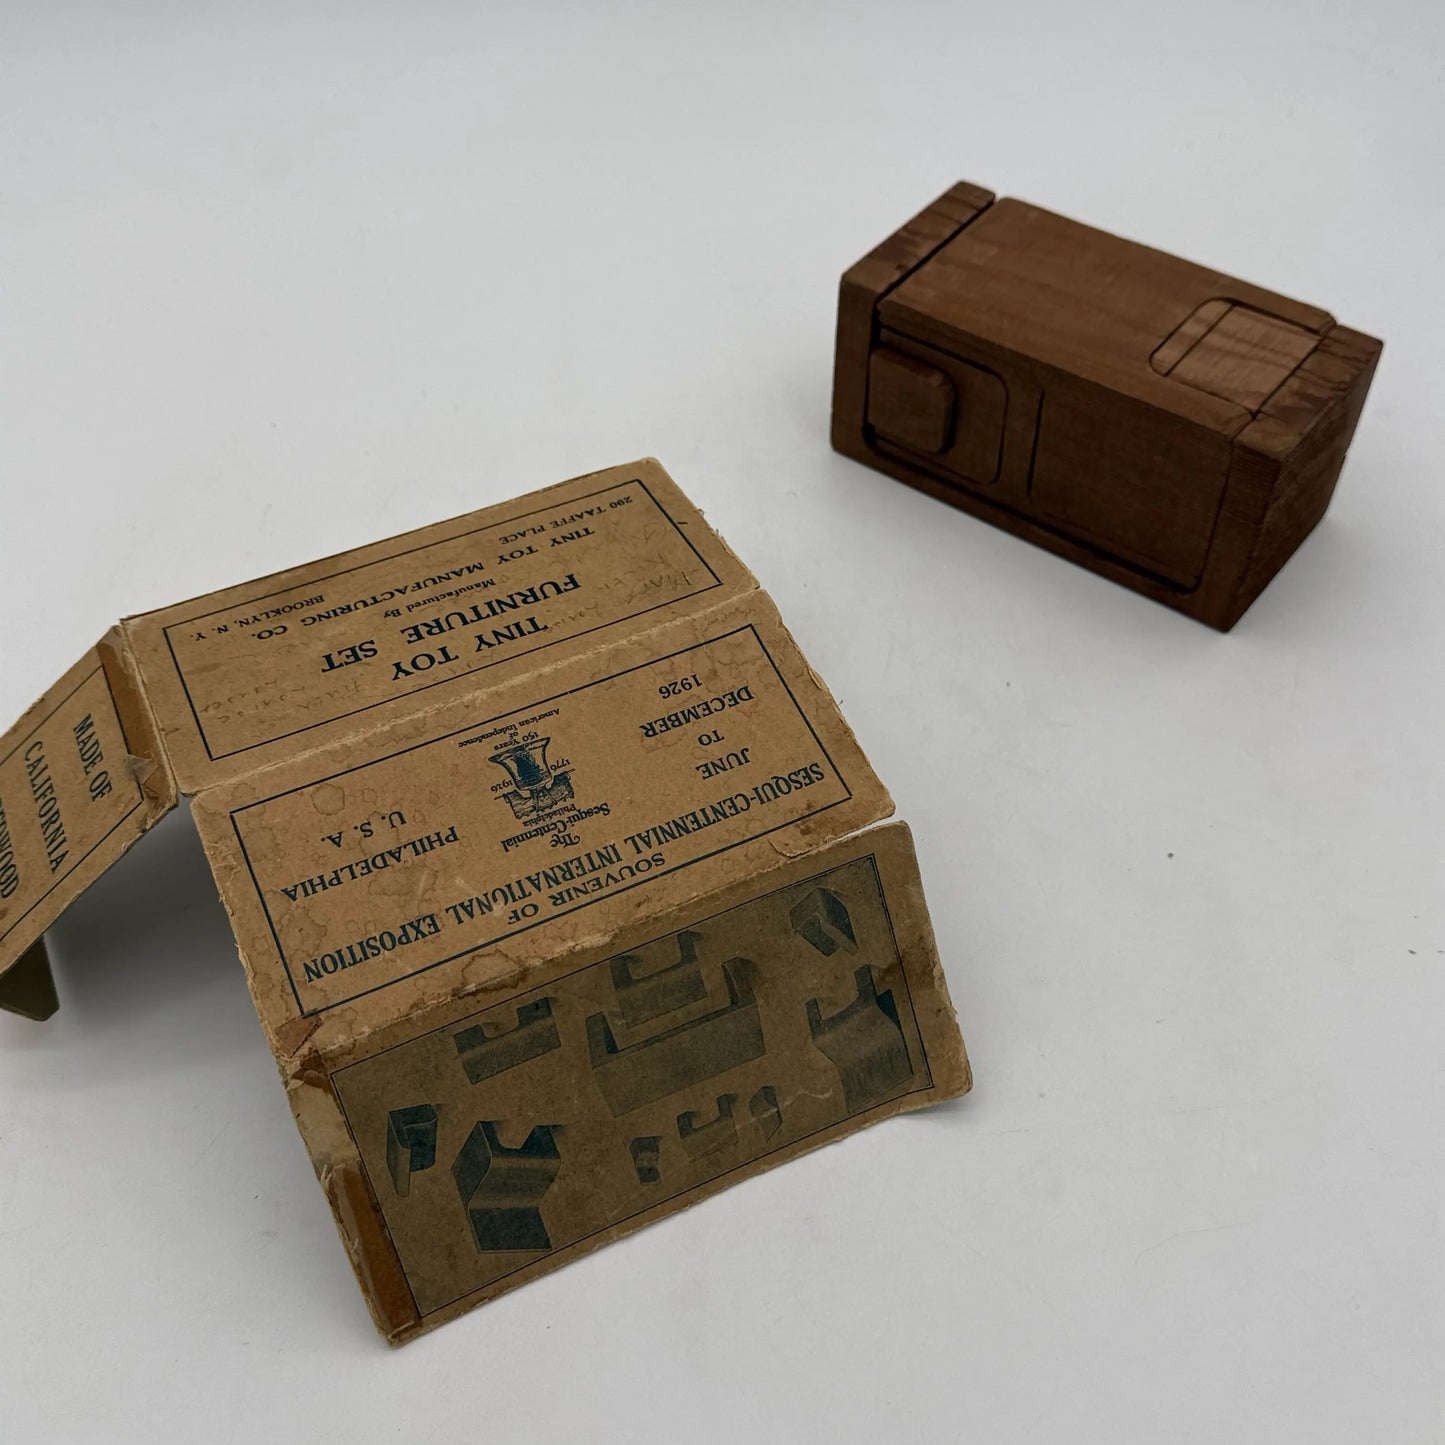 MADE OF
CALIFORNIA
TINY TOY
FURNITURE SET
Manufactured By
TINY TOY MANUFACTURING CO.
290 TAAFFE PLACE
BROOKLYN, N. Y.
SOUVENIR OF
SESQUI-CENTENNIAL INTERNATIONAL EXPOSITION
JUNE
TO
DECEMBER
1926
The
Sesqui-Centennial
Philadelphia
1776 1926
150 Years
of
American Independence
PHILADELPHIA
U. S. A.